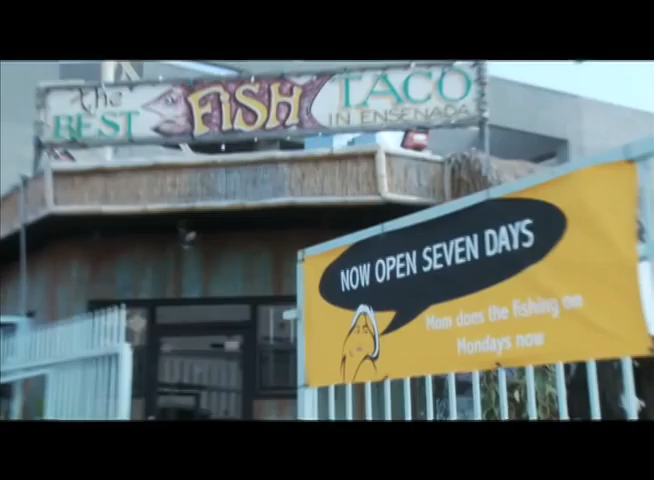 The
BEST
FiSH
TACO
IN ENSENADA
NOW OPEN SEVEN DAYS
Mom does the fishing on
Mondays now